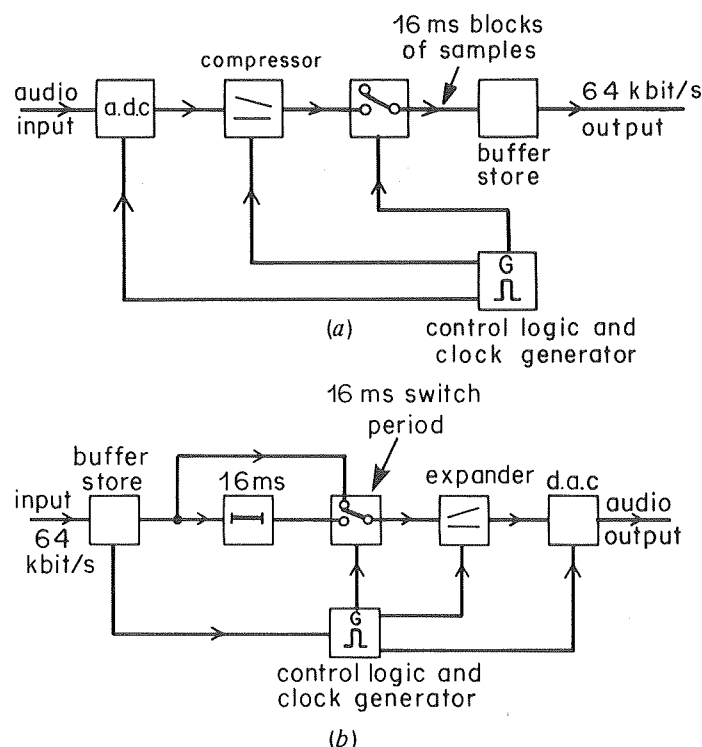 16 ms blocks
of samples
compressor
audio
input
a.d.c
64 kbit/s
output
buffer
store
G
control logic and
clock generator
(a)
16 ms switch
period
buffer
store
16ms
expander
d.a.c
input
64
kbit/s
audio
output
G
control logic and
clock generator
(b)